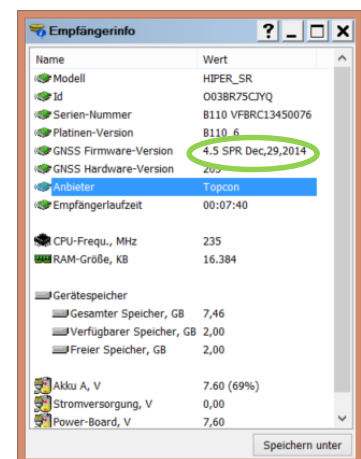 Empfängerinfo
Name Wert
Modell HIPER_SR
Id O03BR75CJYQ
Serien-Nummer B110 VFBRC13450076
Platinen-Version B110_6
GNSS Firmware-Version 4.5 SPR Dec,29,2014
GNSS Hardware-Version 203
Anbieter Topcon
Empfängerlaufzeit 00:07:40
CPU-Frequ., MHz 235
RAM-Größe, KB 16.384
Gerätespeicher
Gesamter Speicher, GB 7,46
Verfügbarer Speicher, GB 2,00
Freier Speicher, GB 2,00
Akku A, V 7.60 (69%)
Stromversorgung, V 0,00
Power-Board, V 7,60
Speichern unter